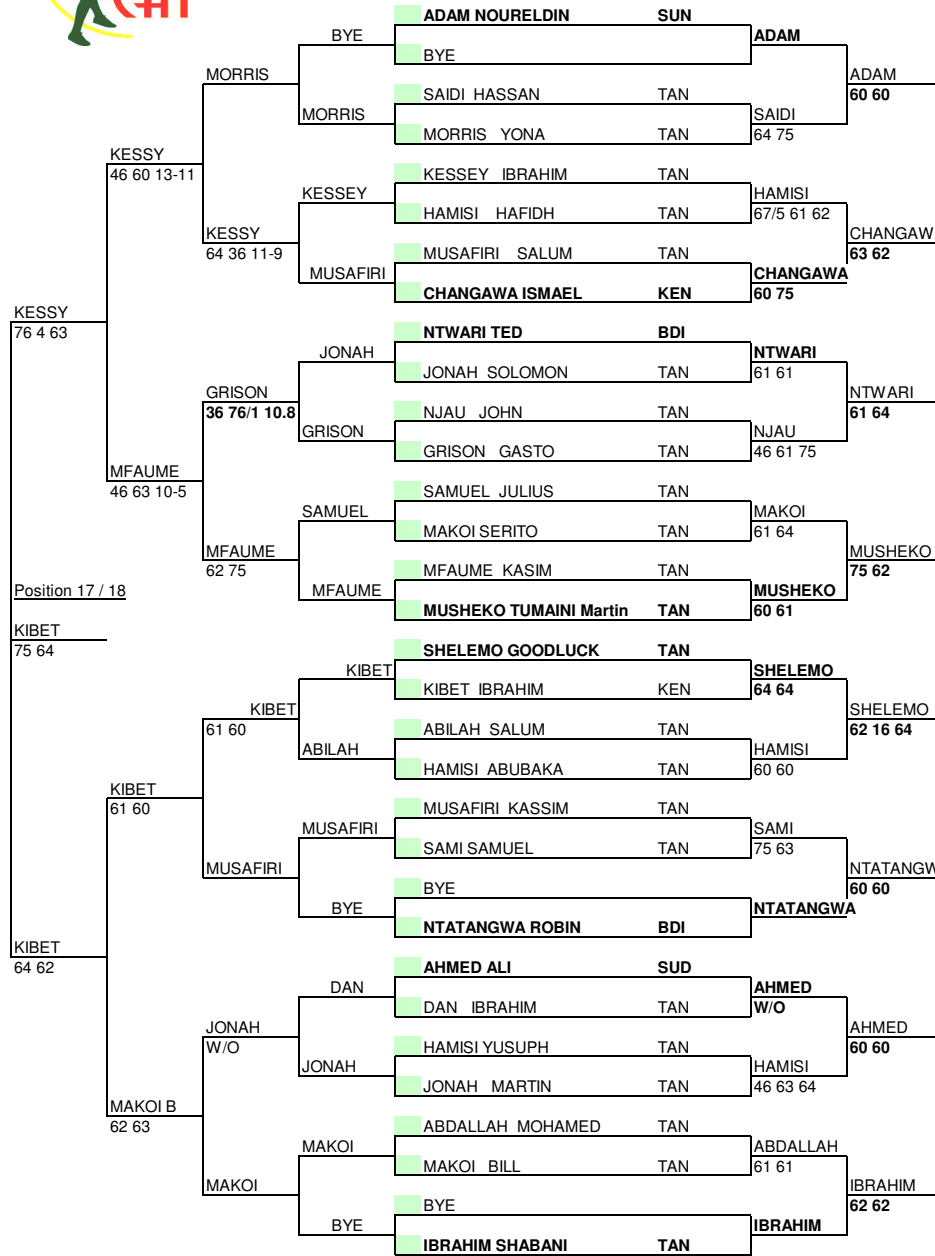 CHT
ADAM NOURELDIN SUN
BYE ADAM
BYE
MORRIS ADAM
SAIDI HASSAN TAN 60 60
MORRIS SAIDI
MORRIS YONA TAN 64 75
KESSY
46 60 13-11
KESSEY IBRAHIM TAN
KESSEY HAMISI
HAMISI HAFIDH TAN 67/5 61 62
KESSY CHANGAW
64 36 11-9 MUSAFIRI SALUM TAN 63 62
MUSAFIRI CHANGAWA
CHANGAWA ISMAEL KEN 60 75
KESSY
76 4 63 NTWARI TED BDI
JONAH NTWARI
JONAH SOLOMON TAN 61 61
GRISON NTWARI
36 76/1 10.8 NJAU JOHN TAN 61 64
GRISON NJAU
GRISON GASTO TAN 46 61 75
MFAUME
46 63 10-5 SAMUEL JULIUS TAN
SAMUEL MAKOI
MAKOI SERITO TAN 61 64
MFAUME MUSHEKO
62 75 MFAUME KASIM TAN 75 62
Position 17 / 18 MFAUME MUSHEKO
MUSHEKO TUMAINI Martin TAN 60 61
KIBET
75 64 SHELEMO GOODLUCK TAN
KIBET SHELEMO
KIBET IBRAHIM KEN 64 64
KIBET SHELEMO
61 60 ABILAH SALUM TAN 62 16 64
ABILAH HAMISI
HAMISI ABUBAKA TAN 60 60
KIBET
61 60 MUSAFIRI KASSIM TAN
MUSAFIRI SAMI
SAMI SAMUEL TAN 75 63
MUSAFIRI NTATANGW
BYE 60 60
BYE NTATANGWA
NTATANGWA ROBIN BDI
KIBET
64 62 AHMED ALI SUD
DAN AHMED
DAN IBRAHIM TAN W/O
JONAH AHMED
W/O HAMISI YUSUPH TAN 60 60
JONAH HAMISI
JONAH MARTIN TAN 46 63 64
MAKOI B
62 63 ABDALLAH MOHAMED TAN
MAKOI ABDALLAH
MAKOI BILL TAN 61 61
MAKOI IBRAHIM
BYE 62 62
BYE IBRAHIM
IBRAHIM SHABANI TAN